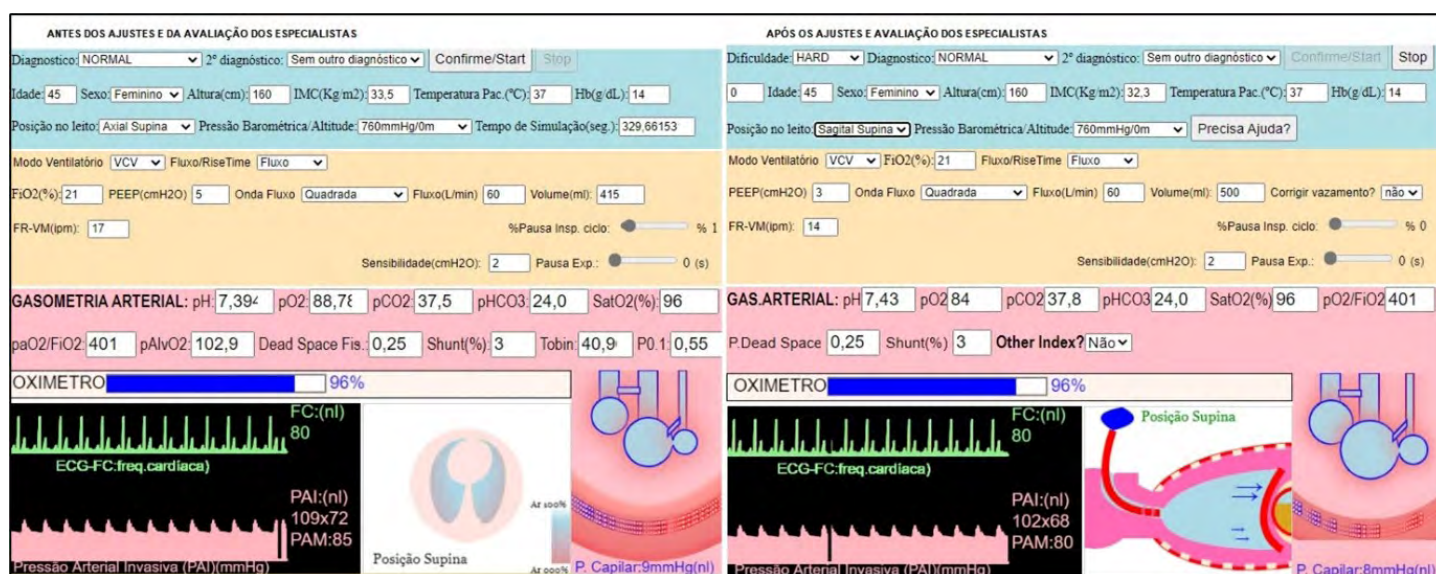 ANTES DOS AJUSTES E DA AVALIAÇÃO DOS ESPECIALISTAS
Diagnostico: NORMAL 2º diagnóstico: Sem outro diagnóstico Confirme/Start Stop
Idade: 45 Sexo: Feminino Altura(cm): 160 IMC(Kg/m2): 33,5 Temperatura Pac.(ºC): 37 Hb(g/dL): 14
Posição no leito: Axial Supina Pressão Barométrica/Altitude: 760mmHg/0m Tempo de Simulação(seg.): 329,66153
Modo Ventilatório VCV Fluxo/RiseTime Fluxo
FiO2(%): 21 PEEP(cmH2O) 5 Onda Fluxo Quadrada Fluxo(L/min) 60 Volume(ml): 415
FR-VM(ipm): 17 %Pausa Insp. ciclo: % 1
Sensibilidade(cmH2O): 2 Pausa Exp.: 0 (s)
GASOMETRIA ARTERIAL: pH: 7,394 pO2: 88,78 pCO2: 37,5 pHCO3: 24,0 SatO2(%): 96
paO2/FiO2: 401 pAlvO2: 102,9 Dead Space Fis.: 0,25 Shunt(%): 3 Tobin: 40,9 P0.1: 0,55
OXIMETRO 96%
FC:(nl)
80
ECG-FC:freq.cardíaca)
PAI:(nl)
109x72
PAM:85
Pressão Arterial Invasiva (PAI)(mmHg)
Posição Supina
Ar 100%
Ar 000%
P. Capilar:9mmHg(nl)
APÓS OS AJUSTES E AVALIAÇÃO DOS ESPECIALISTAS
Dificuldade: HARD Diagnostico: NORMAL 2º diagnóstico: Sem outro diagnóstico Confirme/Start Stop
0 Idade: 45 Sexo: Feminino Altura(cm): 160 IMC(Kg/m2): 32,3 Temperatura Pac.(ºC): 37 Hb(g/dL): 14
Posição no leito: Sagital Supina Pressão Barométrica/Altitude: 760mmHg/0m Precisa Ajuda?
Modo Ventilatório VCV FiO2(%): 21 Fluxo/RiseTime Fluxo
PEEP(cmH2O) 3 Onda Fluxo Quadrada Fluxo(L/min) 60 Volume(ml): 500 Corrigir vazamento? não
FR-VM(ipm): 14 %Pausa Insp. ciclo: % 0
Sensibilidade(cmH2O): 2 Pausa Exp.: 0 (s)
GAS.ARTERIAL: pH 7,43 pO2 84 pCO2 37,8 pHCO3 24,0 SatO2(%) 96 pO2/FiO2 401
P.Dead Space 0,25 Shunt(%) 3 Other Index? Não
OXIMETRO 96%
FC:(nl)
80
ECG-FC:freq.cardíaca)
PAI:(nl)
102x68
PAM:80
Pressão Arterial Invasiva (PAI)(mmHg)
Posição Supina
P. Capilar:8mmHg(nl)